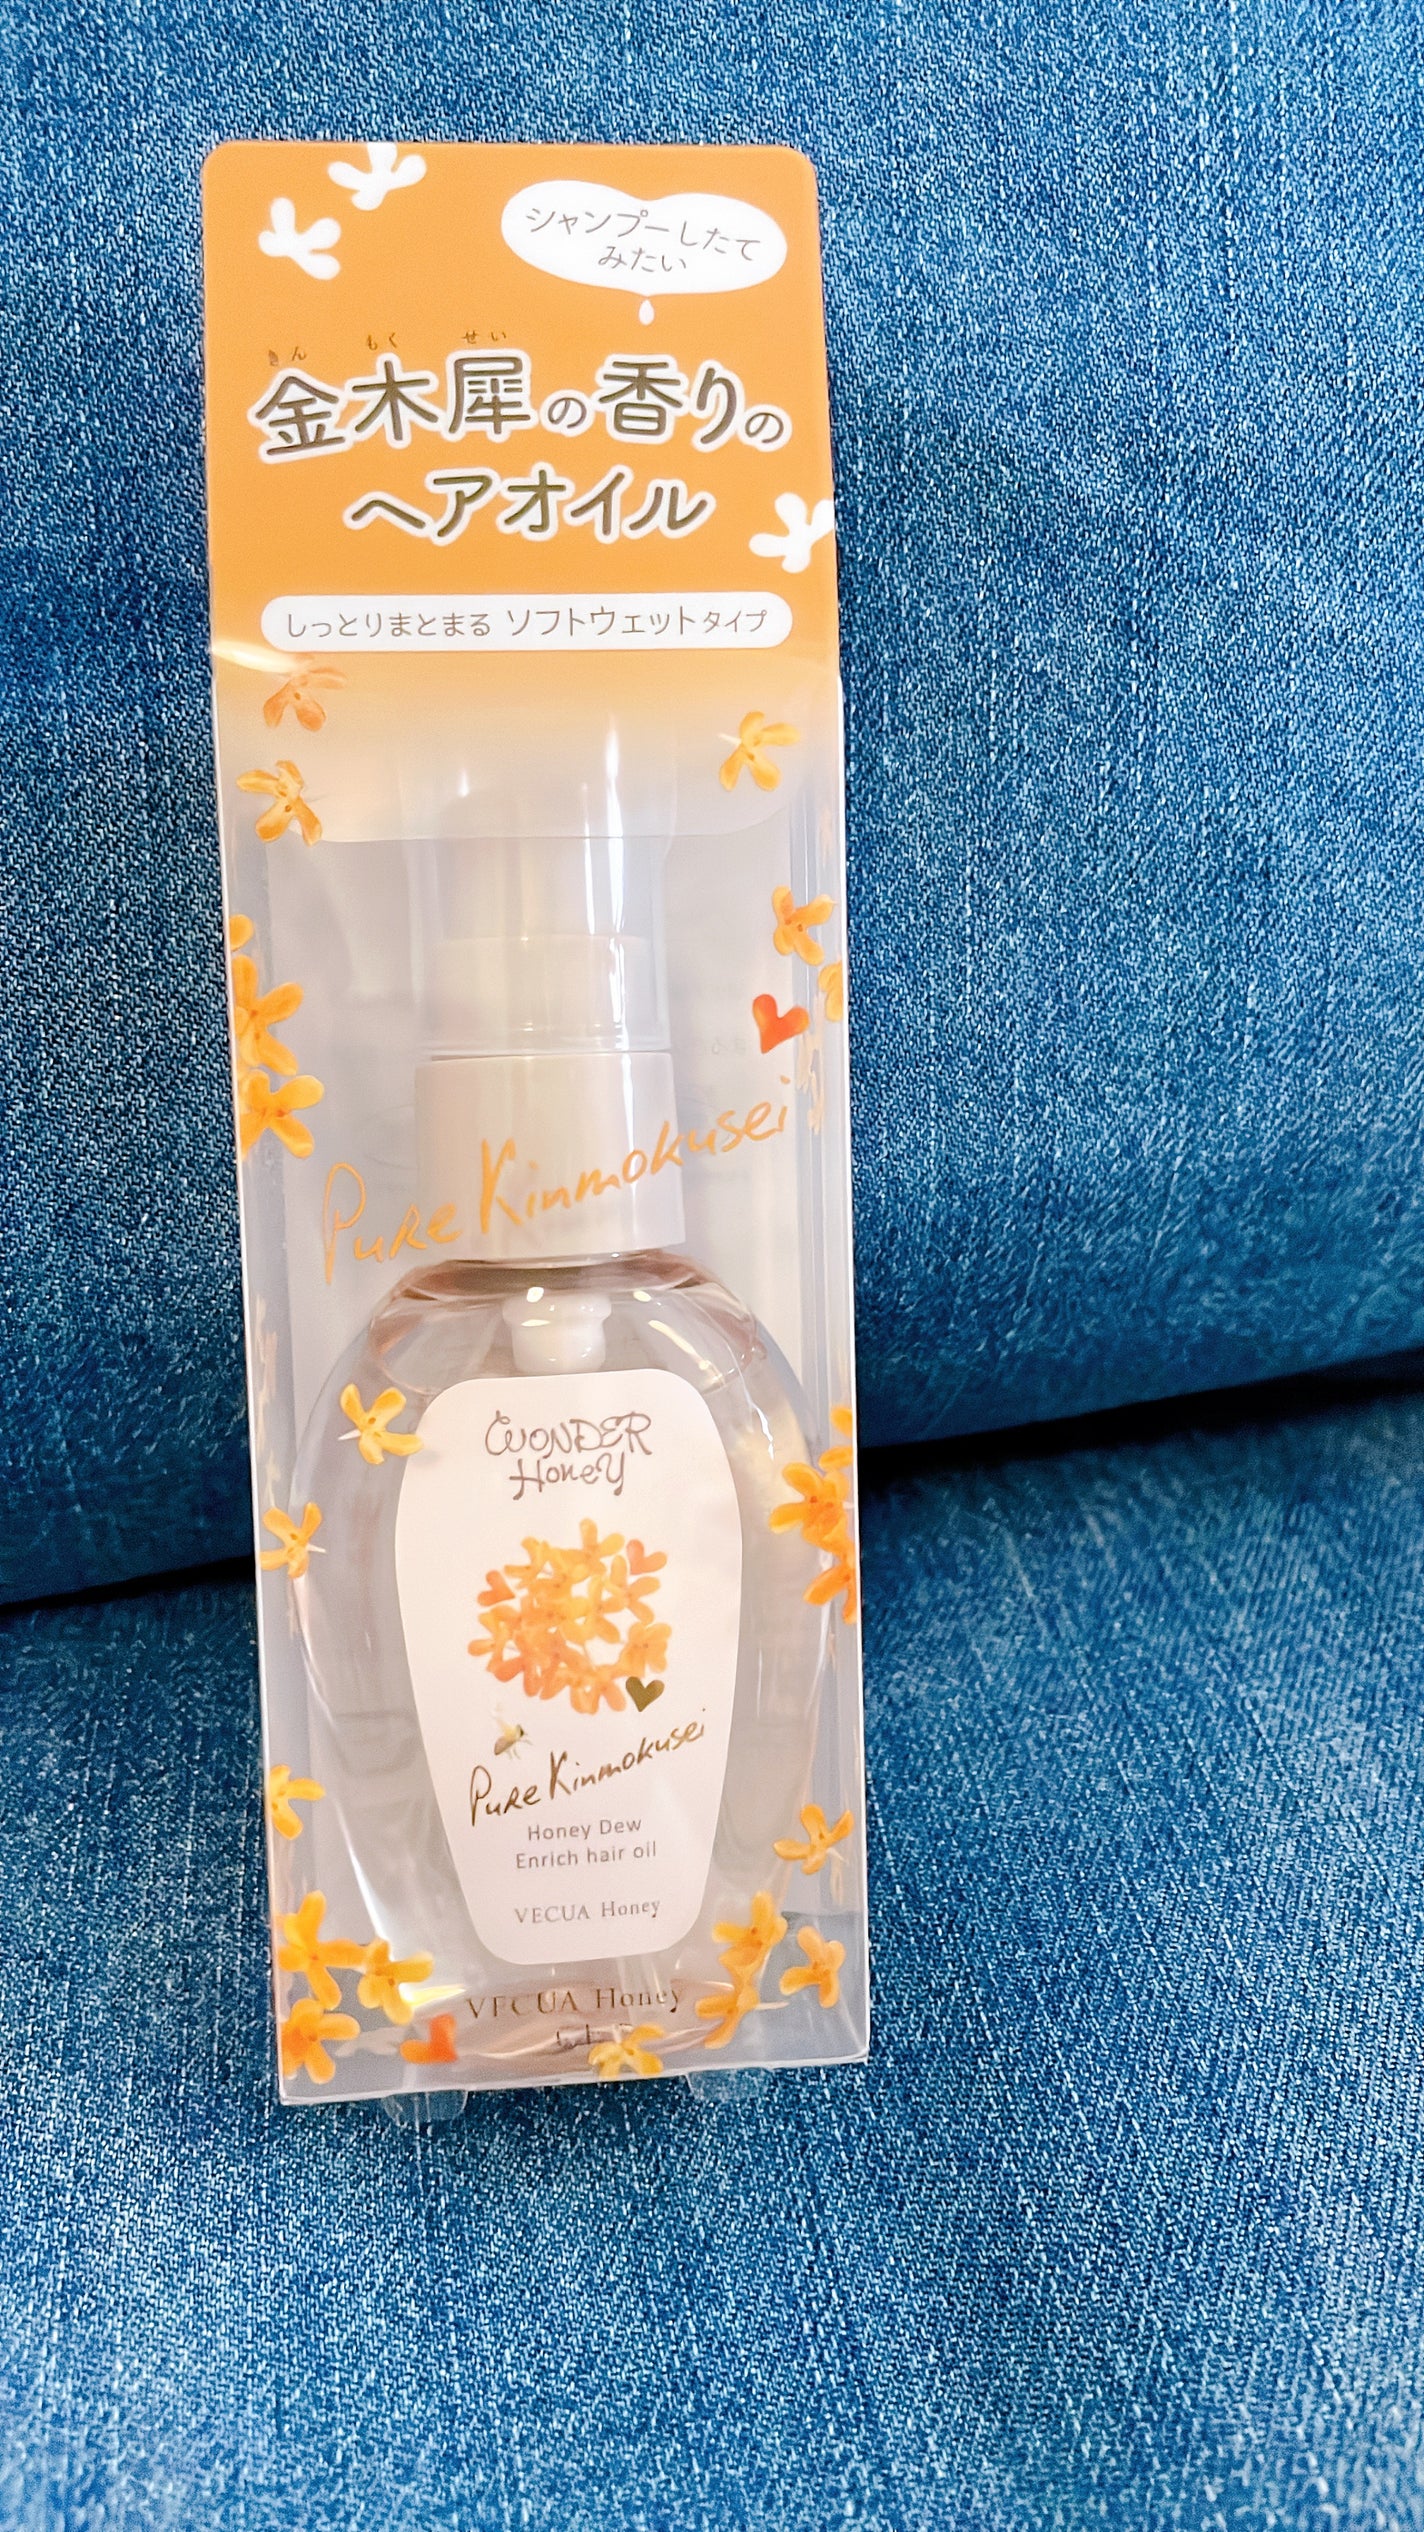 シャンプーしたて
みたい
きんもくせい
金木犀の香りの
ヘアオイル
しっとりまとまる ソフトウェットタイプ
Pure Kinmokusei
WONDER
Honey
Pure Kinmokusei
Honey Dew
Enrich hair oil
VECUA Honey
VECUA Honey